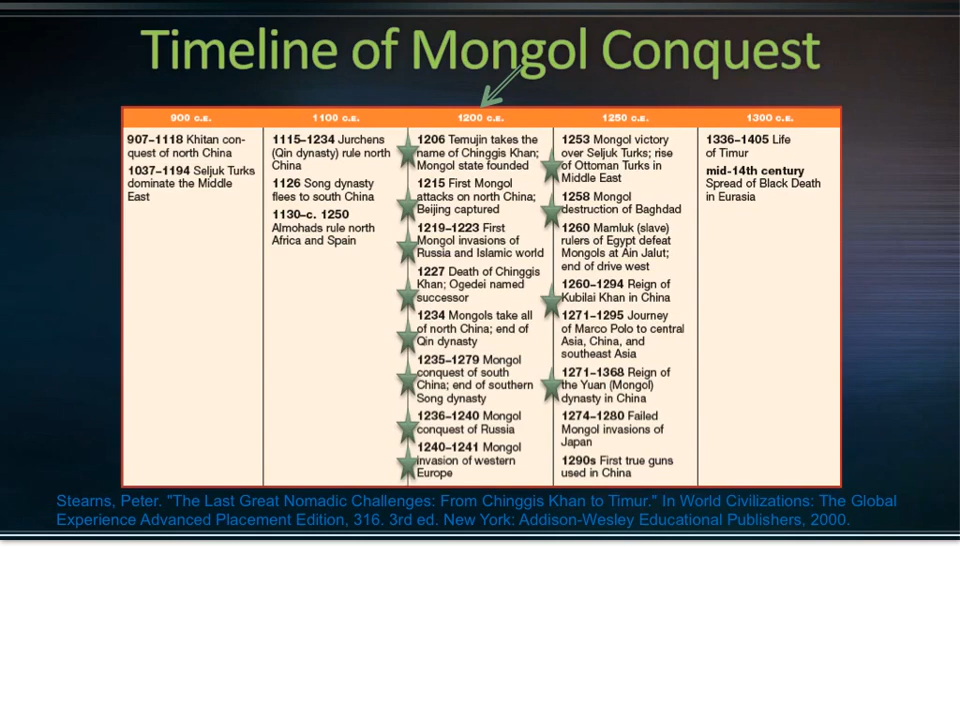 Timeline of Mongol Conquest
900 C.E.
1100 C.E.
1200 C.E.
1250 C.E.
1300 C.E.
907–1118 Khitan con-
quest of north China
1037–1194 Seljuk Turks
dominate the Middle
East
1115–1234 Jurchens
(Qin dynasty) rule north
China
1126 Song dynasty
flees to south China
1130–c. 1250
Almohads rule north
Africa and Spain
1206 Temujin takes the
name of Chinggis Khan;
Mongol state founded
1215 First Mongol
attacks on north China;
Beijing captured
1219–1223 First
Mongol invasions of
Russia and Islamic world
1227 Death of Chinggis
Khan; Ogedei named
successor
1234 Mongols take all
of north China; end of
Qin dynasty
1235–1279 Mongol
conquest of south
China; end of southern
Song dynasty
1236–1240 Mongol
conquest of Russia
1240–1241 Mongol
invasion of western
Europe
1253 Mongol victory
over Seljuk Turks; rise
of Ottoman Turks in
Middle East
1258 Mongol
destruction of Baghdad
1260 Mamluk (slave)
rulers of Egypt defeat
Mongols at Ain Jalut;
end of drive west
1260–1294 Reign of
Kubilai Khan in China
1271–1295 Journey
of Marco Polo to central
Asia, China, and
southeast Asia
1271–1368 Reign of
the Yuan (Mongol)
dynasty in China
1274–1280 Failed
Mongol invasions of
Japan
1290s First true guns
used in China
1336–1405 Life
of Timur
mid-14th century
Spread of Black Death
in Eurasia
Stearns, Peter. "The Last Great Nomadic Challenges: From Chinggis Khan to Timur." In World Civilizations: The Global
Experience Advanced Placement Edition, 316. 3rd ed. New York: Addison-Wesley Educational Publishers, 2000.